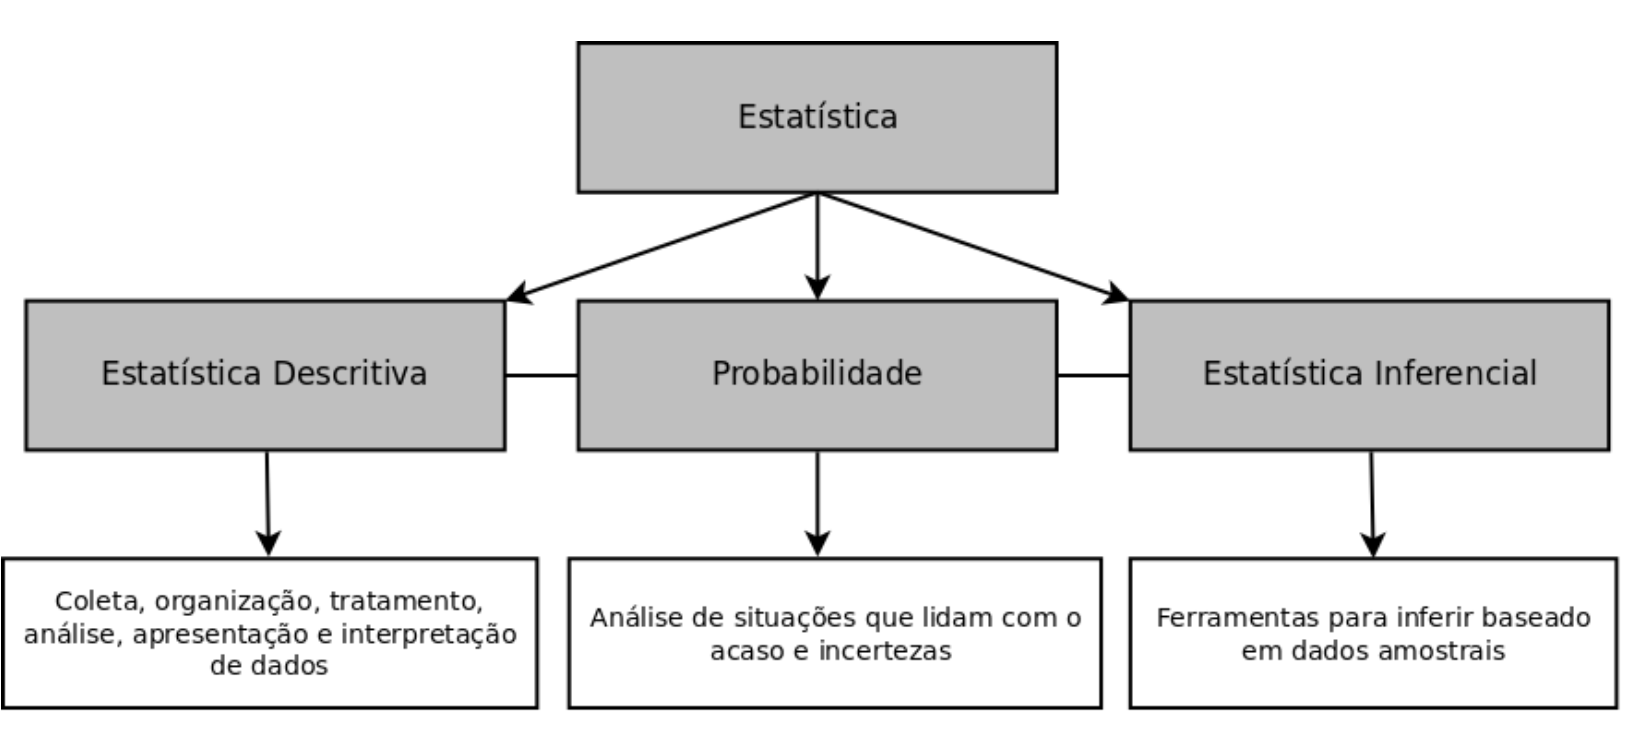 Estatística
Estatística Descritiva
Probabilidade
Estatística Inferencial
Coleta, organização, tratamento,
análise, apresentação e interpretação
de dados
Análise de situações que lidam com o
acaso e incertezas
Ferramentas para inferir baseado
em dados amostrais